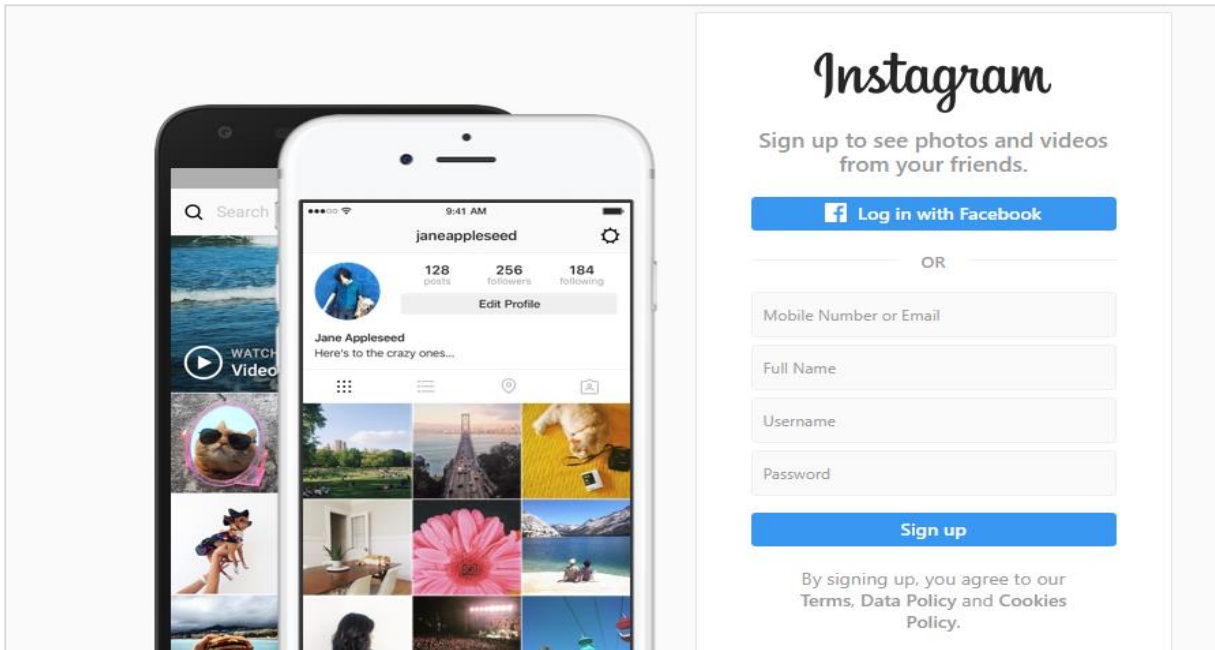 Search
WATCH
Video
9:41 AM
janeappleseed
128
posts
256
followers
184
following
Edit Profile
Jane Appleseed
Here's to the crazy ones...
Instagram
Sign up to see photos and videos
from your friends.
Log in with Facebook
OR
Mobile Number or Email
Full Name
Username
Password
Sign up
By signing up, you agree to our
Terms, Data Policy and Cookies
Policy.